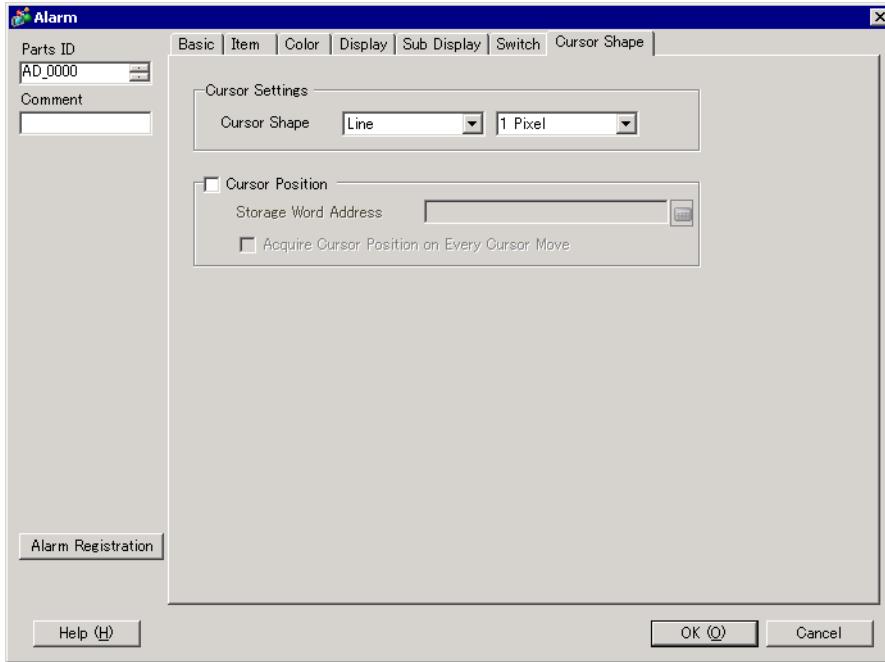 Alarm
Parts ID
AD_0000
Comment
Basic Item Color Display Sub Display Switch Cursor Shape
Cursor Settings
Cursor Shape Line 1 Pixel
Cursor Position
Storage Word Address
Acquire Cursor Position on Every Cursor Move
Alarm Registration
Help (H) OK (O) Cancel